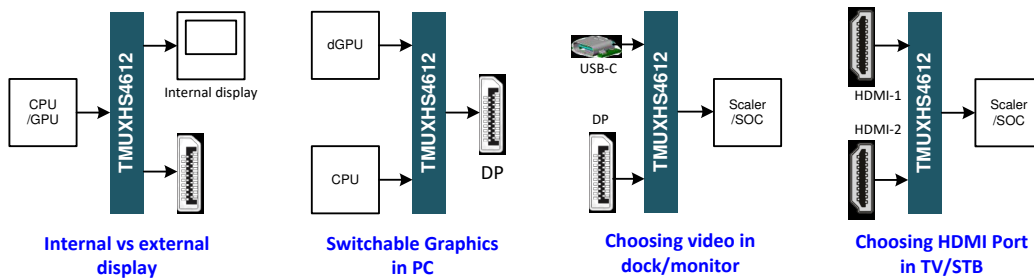 CPU
/GPU
TMUXHS4612
Internal display
Internal vs external
display
dGPU
CPU
TMUXHS4612
DP
Switchable Graphics
in PC
USB-C
DP
TMUXHS4612
Scaler
/SOC
Choosing video in
dock/monitor
HDMI-1
HDMI-2
TMUXHS4612
Scaler
/SOC
Choosing HDMI Port
in TV/STB